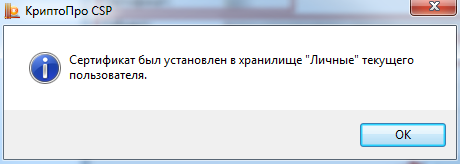 КриптоПро CSP
Сертификат был установлен в хранилище "Личные" текущего
пользователя.
OK